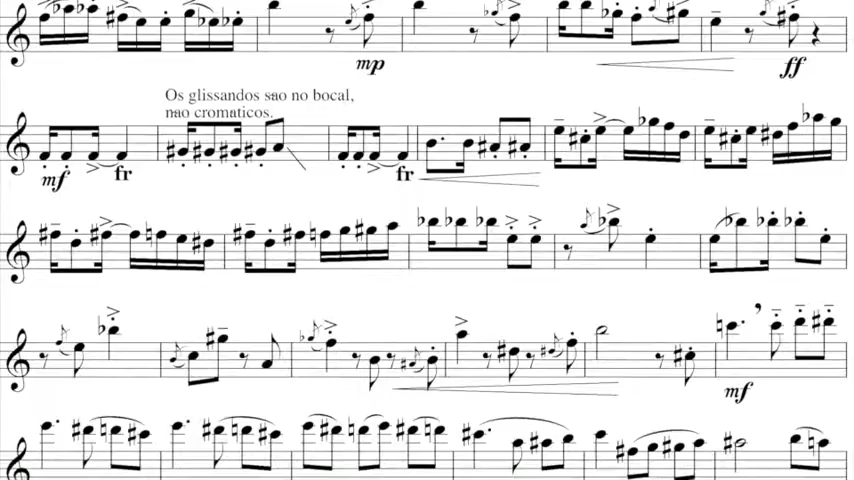 mp
ff
Os glissandos sao no bocal,
nao cromaticos.
mf
fr
fr
mf